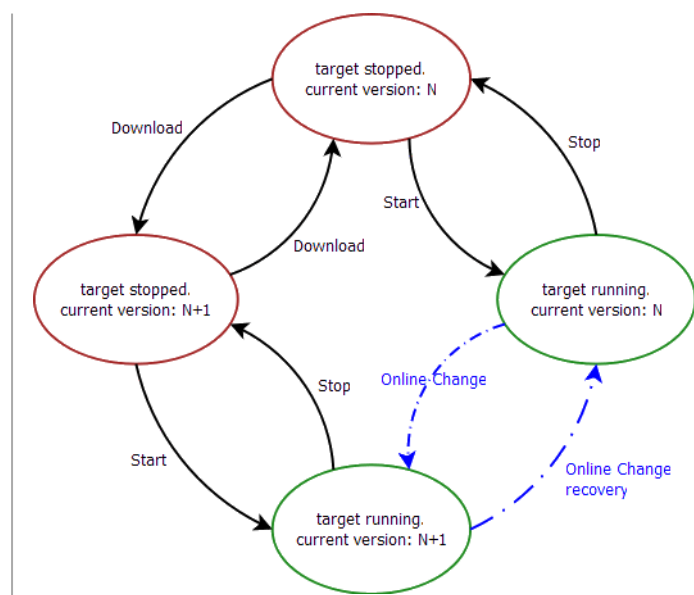 target stopped.
current version: N
Download
Stop
Start
Download
target stopped.
current version: N+1
target running.
current version: N
Online Change
Stop
Start
Online Change
recovery
target running.
current version: N+1